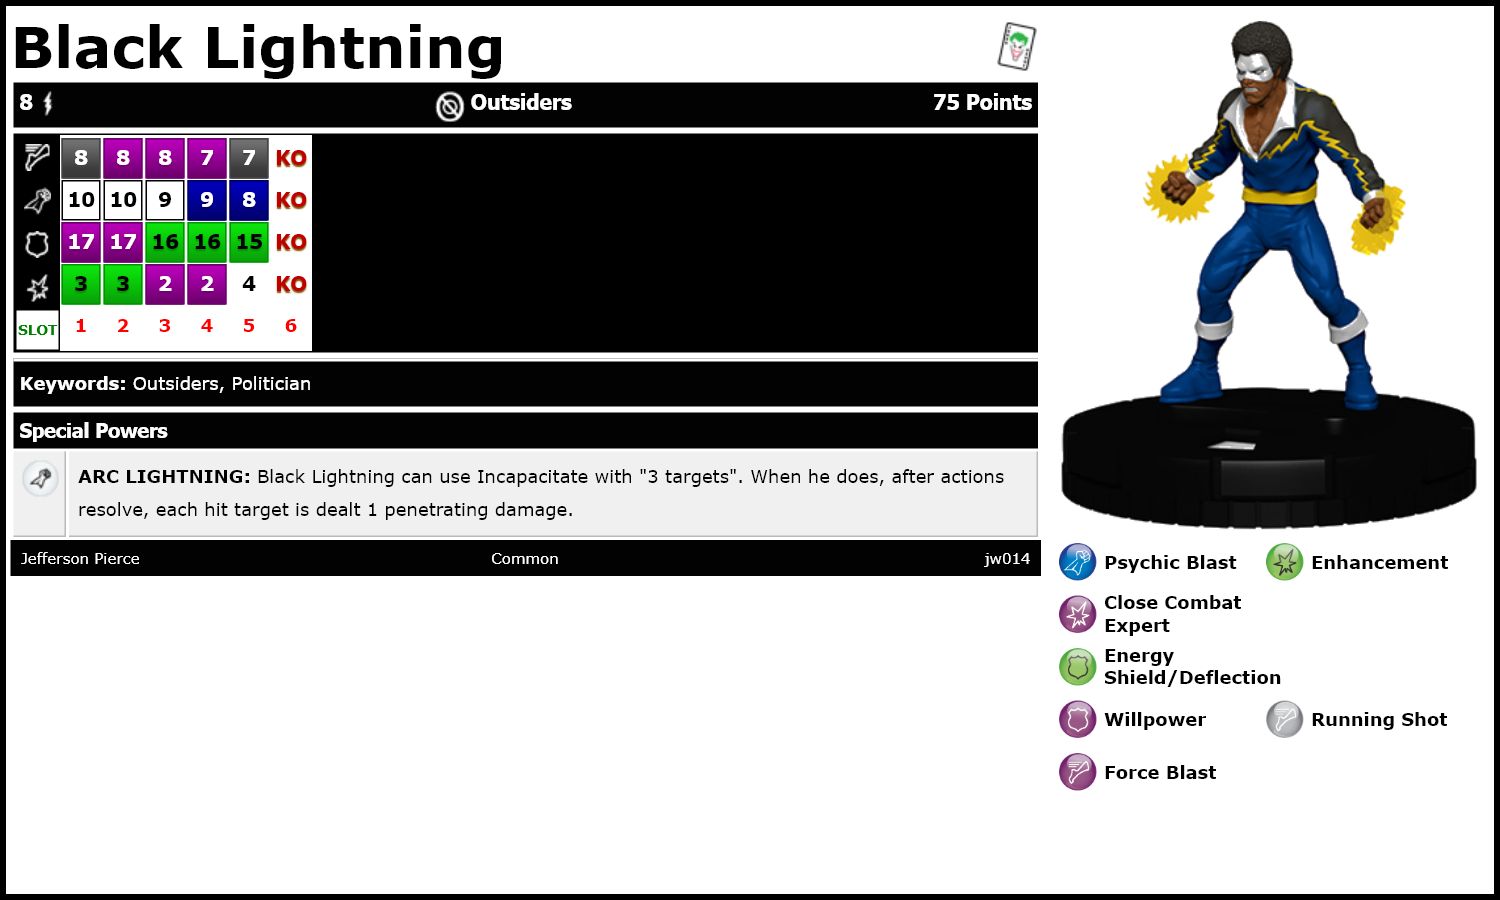 Black Lightning
8 Outsiders 75 Points
8 8 8 7 7 KO
10 10 9 9 8 KO
17 17 16 16 15 KO
3 3 2 2 4 KO
SLOT 1 2 3 4 5 6
Keywords: Outsiders, Politician
Special Powers
ARC LIGHTNING: Black Lightning can use Incapacitate with "3 targets". When he does, after actions
resolve, each hit target is dealt 1 penetrating damage.
Jefferson Pierce Common jw014
Psychic Blast Enhancement
Close Combat
Expert
Energy
Shield/Deflection
Willpower Running Shot
Force Blast